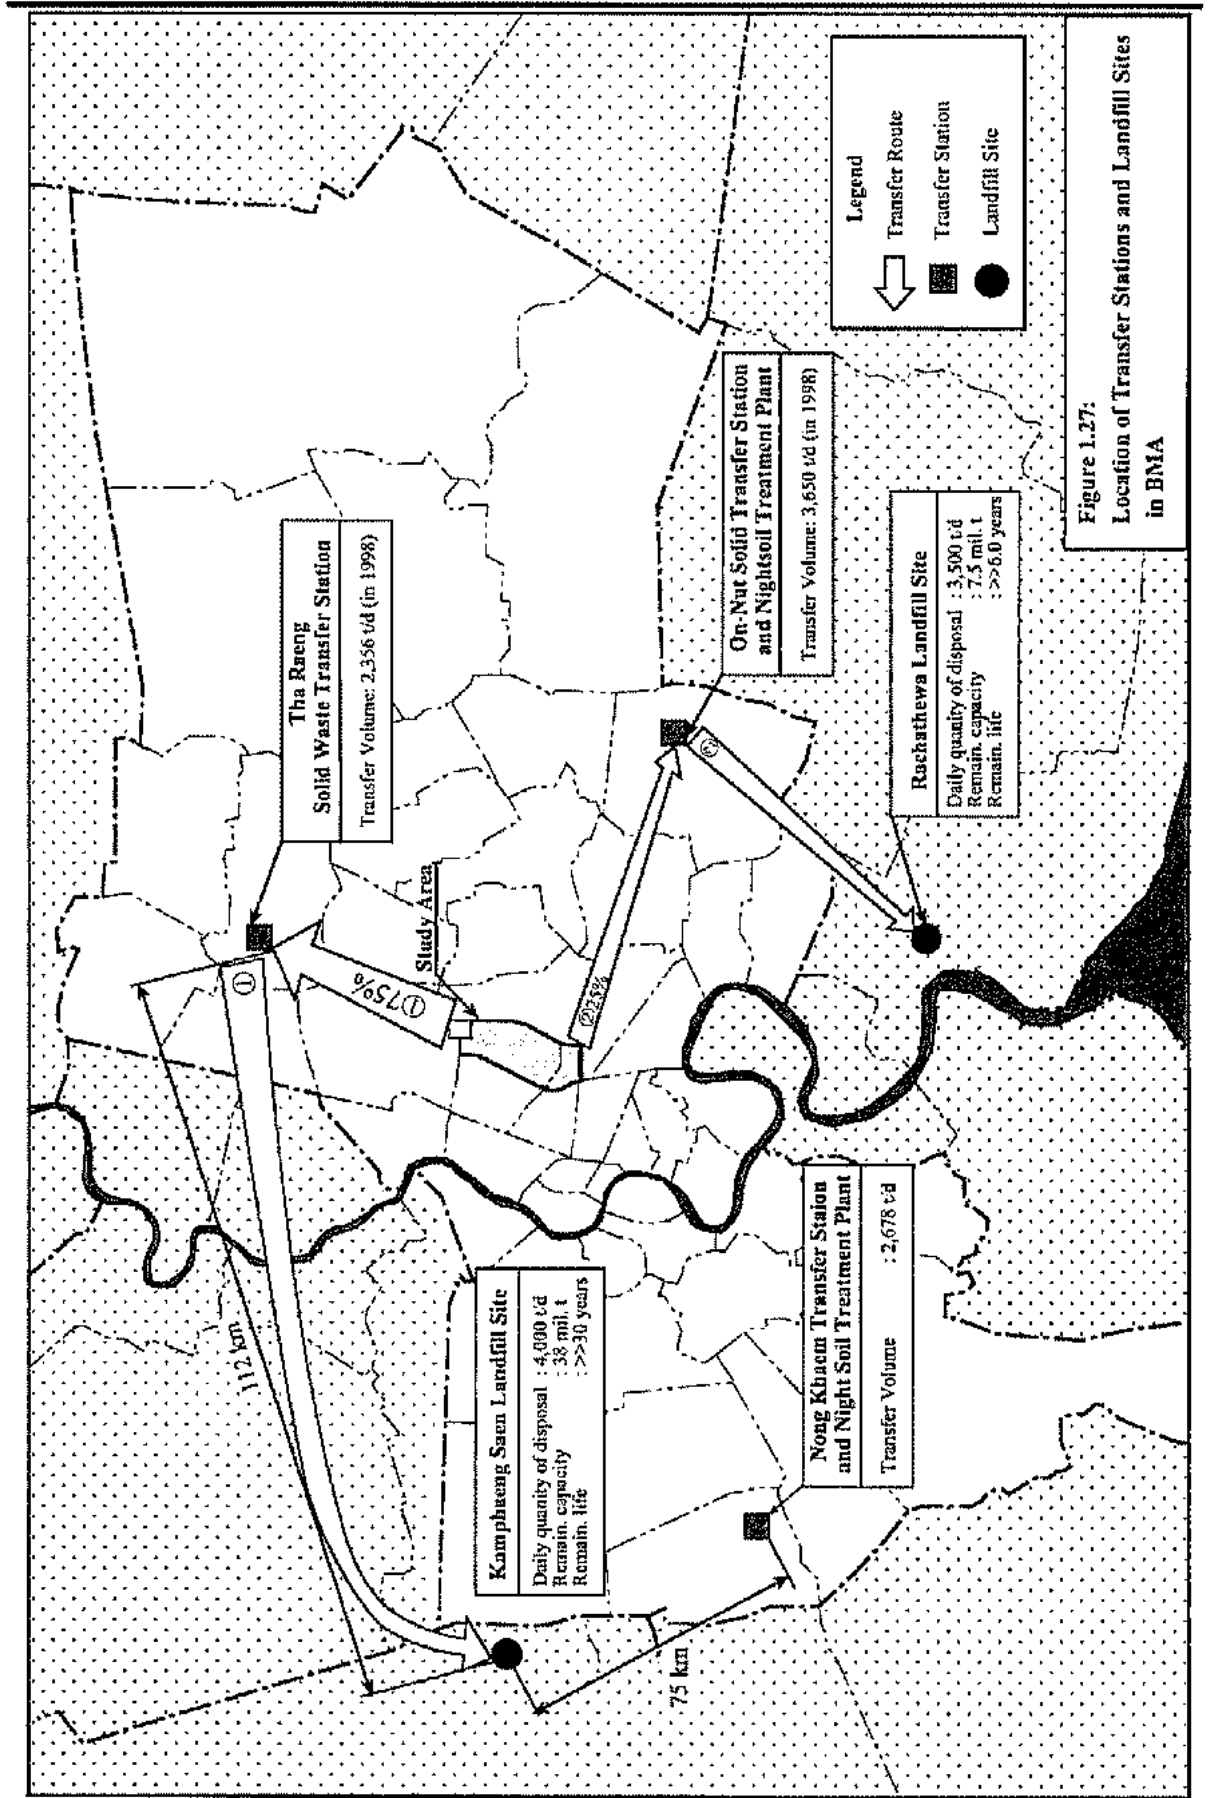 Tha Raeng
Solid Waste Transfer Station
Transfer Volume: 2,356 t/d (in 1998)
①
①75%
Study Area
②25%
112 km
On-Nut Solid Transfer Station
and Nightsoil Treatment Plant
Transfer Volume: 3,650 t/d (in 1998)
Rachathewa Landfill Site
Daily quantity of disposal : 3,500 t/d
Remain. capacity : 7.5 mil. t
Remain. life : >>6.0 years
Kamphueng Saen Landfill Site
Daily quanity of disposal : 4,000 t/d
Remain. capacity : 38 mil. t
Remain. life : >>30 years
Nong Khaem Transfer Staion
and Night Soil Treatment Plant
Transfer Volume : 2,678 t/d
75 km
Legend
Transfer Route
Transfer Station
Landfill Site
Figure 1.27:
Location of Transfer Stations and Landfill Sites
in BMA